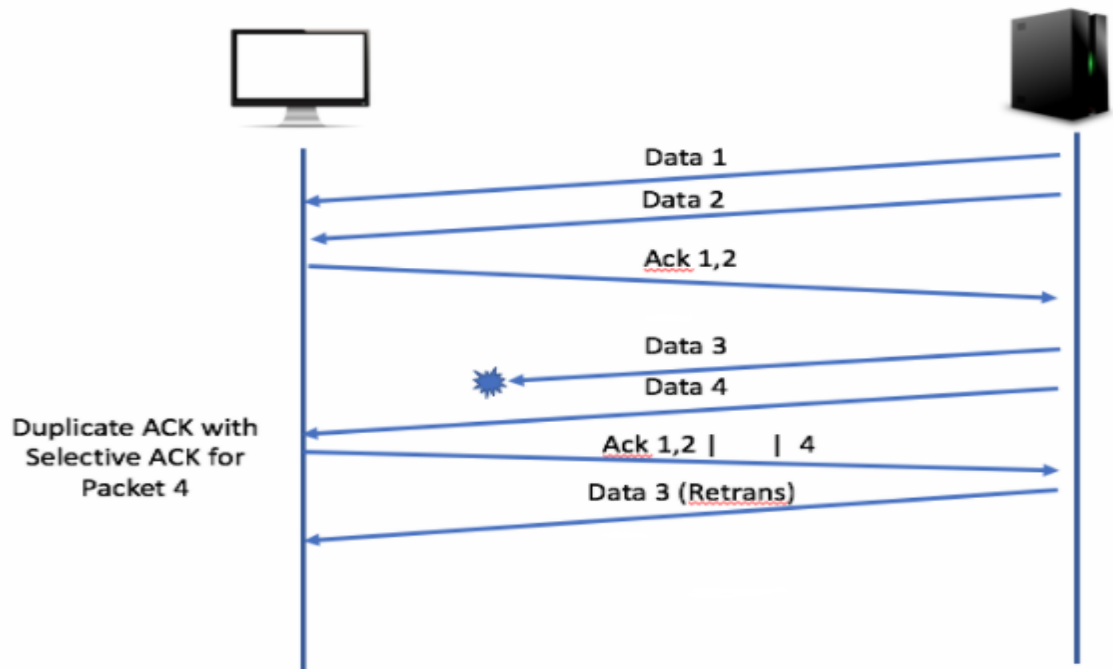 Data 1
Data 2
Ack 1,2
Data 3
Data 4
Duplicate ACK with
Selective ACK for
Packet 4
Ack 1,2 | | 4
Data 3 (Retrans)